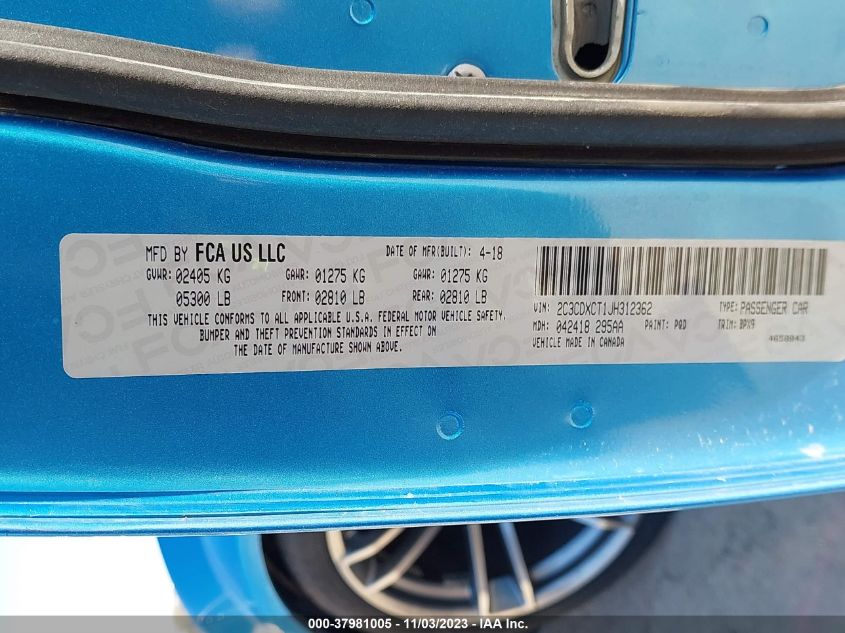 MFD BY FCA US LLC
DATE OF MFR(BUILT): 4-18
GVWR: 02405 KG GAWR: 01275 KG GAWR: 01275 KG
05300 LB FRONT: 02810 LB REAR: 02810 LB
THIS VEHICLE CONFORMS TO ALL APPLICABLE U.S.A. FEDERAL MOTOR VEHICLE SAFETY,
BUMPER AND THEFT PREVENTION STANDARDS IN EFFECT ON
THE DATE OF MANUFACTURE SHOWN ABOVE.
VIN: 2C3CDXCT1JH312362 TYPE: PASSENGER CAR
MDH: 042418 295AA PAINT: PQD TRIM: BPX9
VEHICLE MADE IN CANADA 4658043
000-37981005 - 11/03/2023 - IAA Inc.